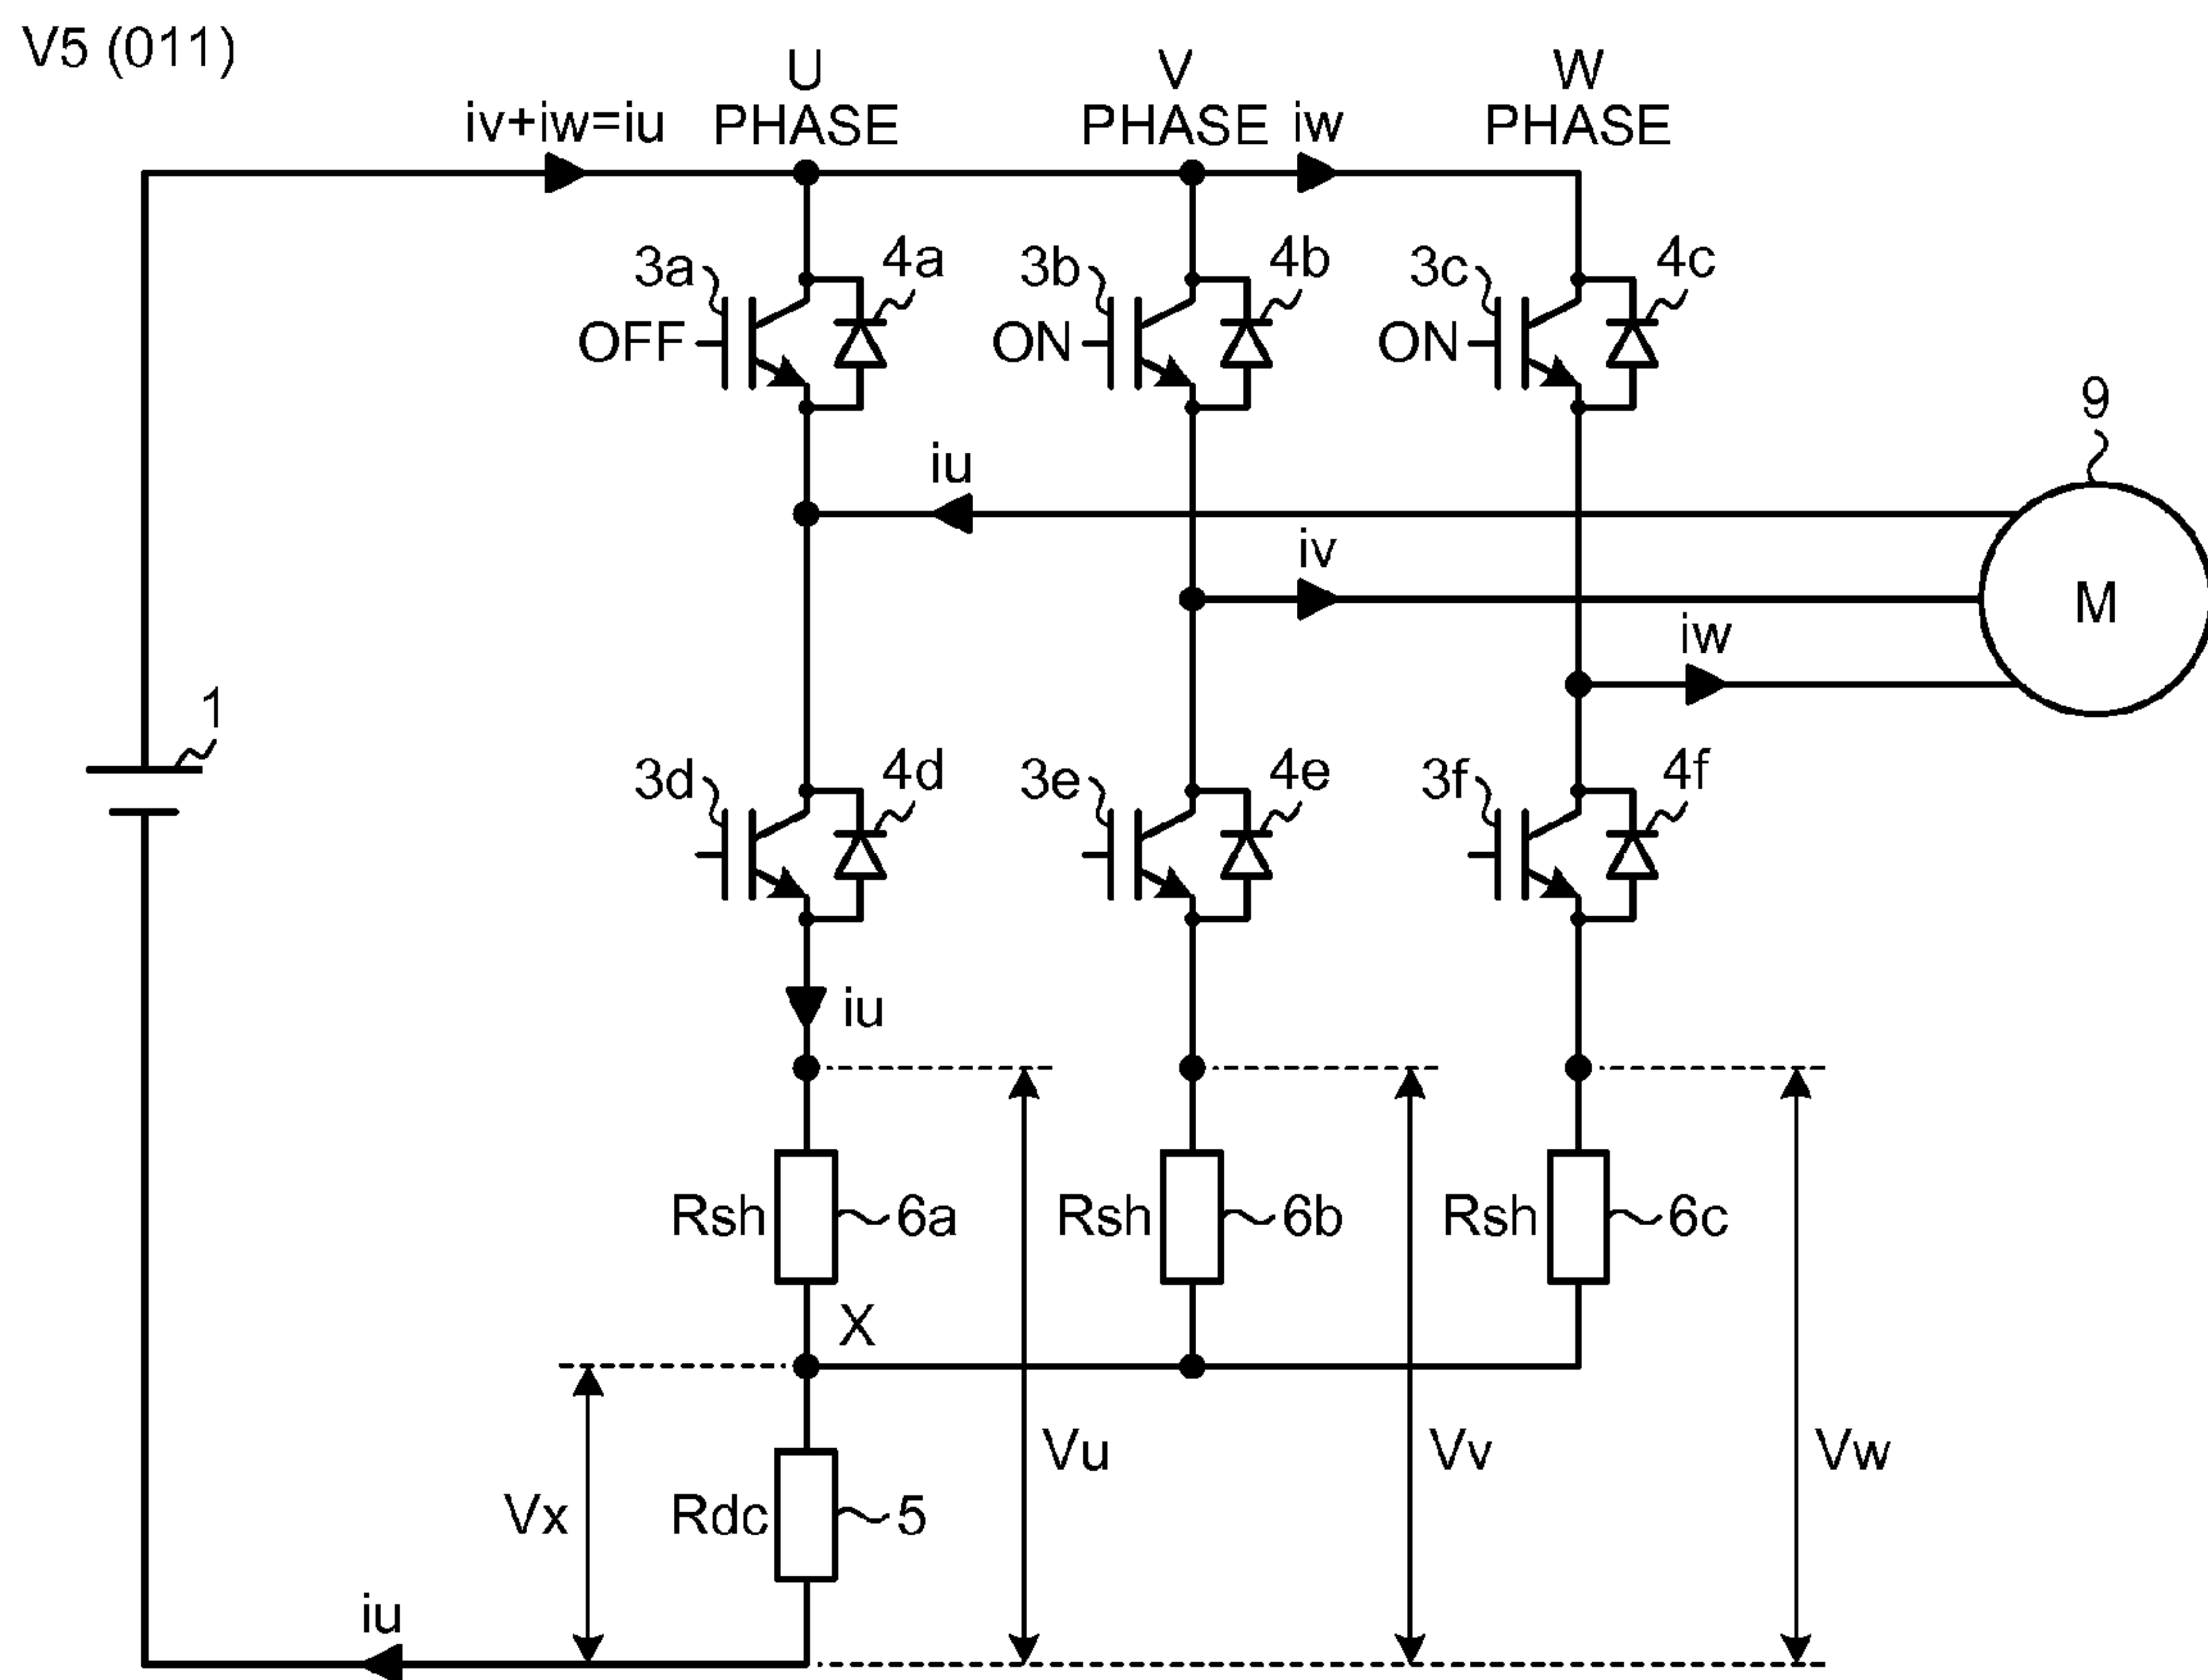 V5 (011)
U
PHASE
V
PHASE
W
PHASE
iv+iw=iu
iw
3a
4a
3b
4b
3c
4c
OFF
ON
ON
9
iu
iv
M
iw
1
3d
4d
3e
4e
3f
4f
iu
Rsh
6a
Rsh
6b
Rsh
6c
X
Vx
Rdc
5
Vu
Vv
Vw
iu